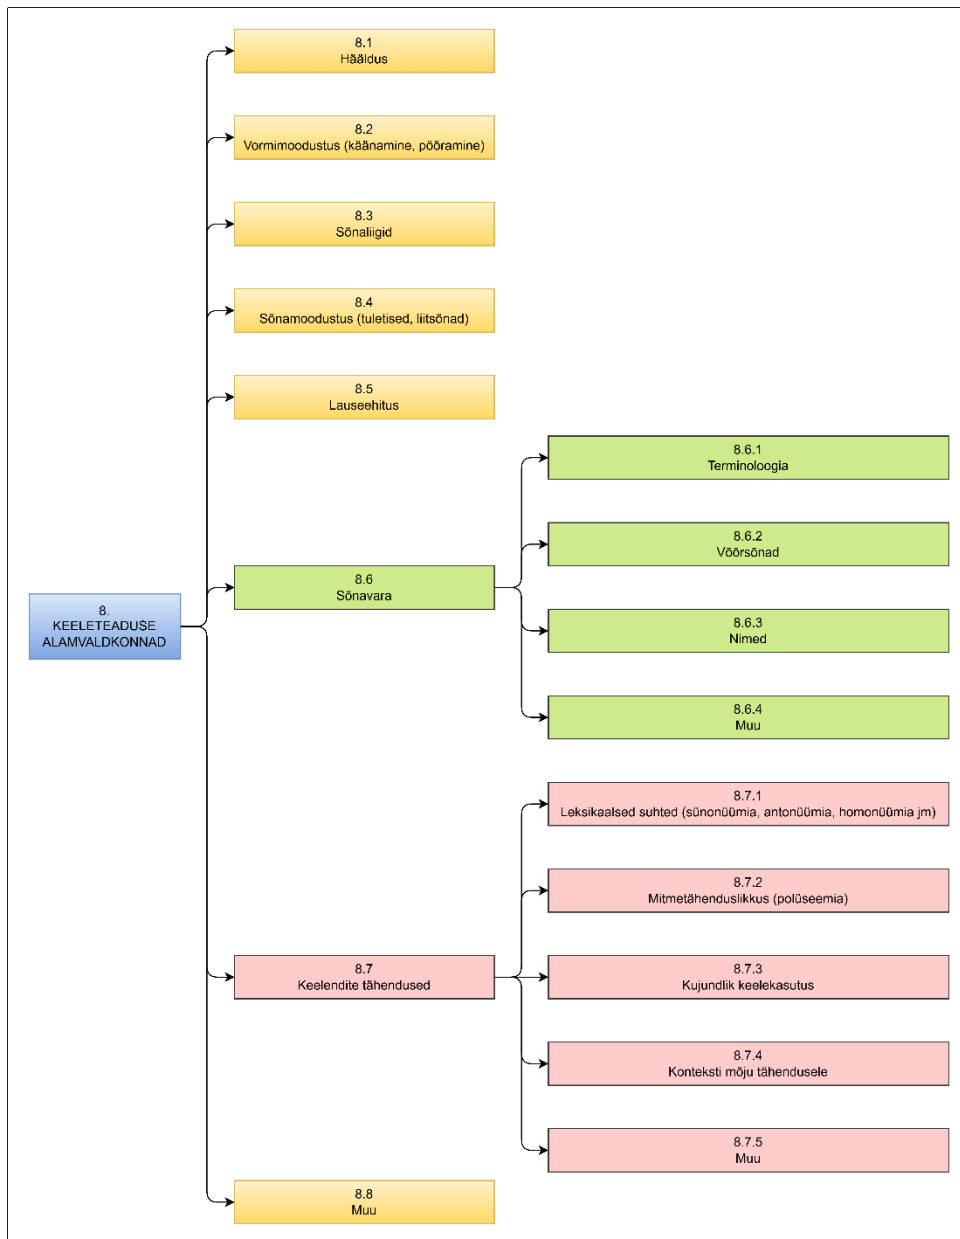 8.
KEELETEADUSE
ALAMVALDKONNAD
8.1
Hääldus
8.2
Vormimoodustus (käänamine, pööramine)
8.3
Sõnaliigid
8.4
Sõnamoodustus (tuletised, liitsõnad)
8.5
Lauseehitus
8.6
Sõnavara
8.6.1
Terminoloogia
8.6.2
Võõrsõnad
8.6.3
Nimed
8.6.4
Muu
8.7
Keelendite tähendused
8.7.1
Leksikaalsed suhted (sünonüümia, antonüümia, homonüümia jm)
8.7.2
Mitmetähenduslikkus (polüseemia)
8.7.3
Kujundlik keelekasutus
8.7.4
Konteksti mõju tähendusele
8.7.5
Muu
8.8
Muu